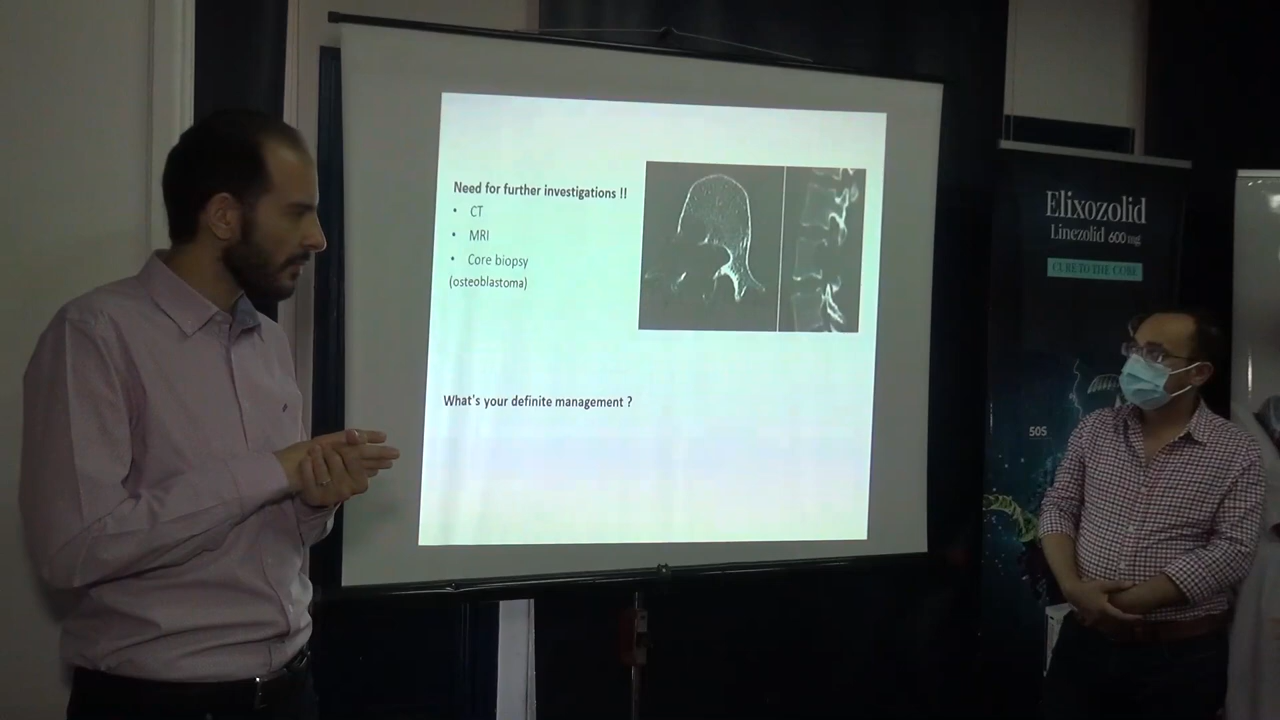 Need for further investigations !!
• CT
• MRI
• Core biopsy
(osteoblastoma)
What's your definite management ?
Elixozolid
Linezolid 600 mg
CURE TO THE CORE
SOS